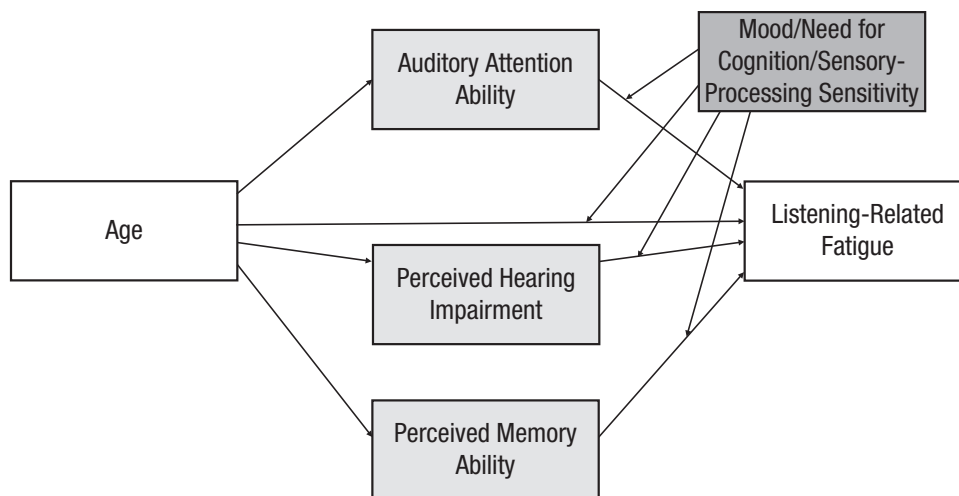 Auditory Attention
Ability
Mood/Need for
Cognition/Sensory-
Processing Sensitivity
Age
Listening-Related
Fatigue
Perceived Hearing
Impairment
Perceived Memory
Ability